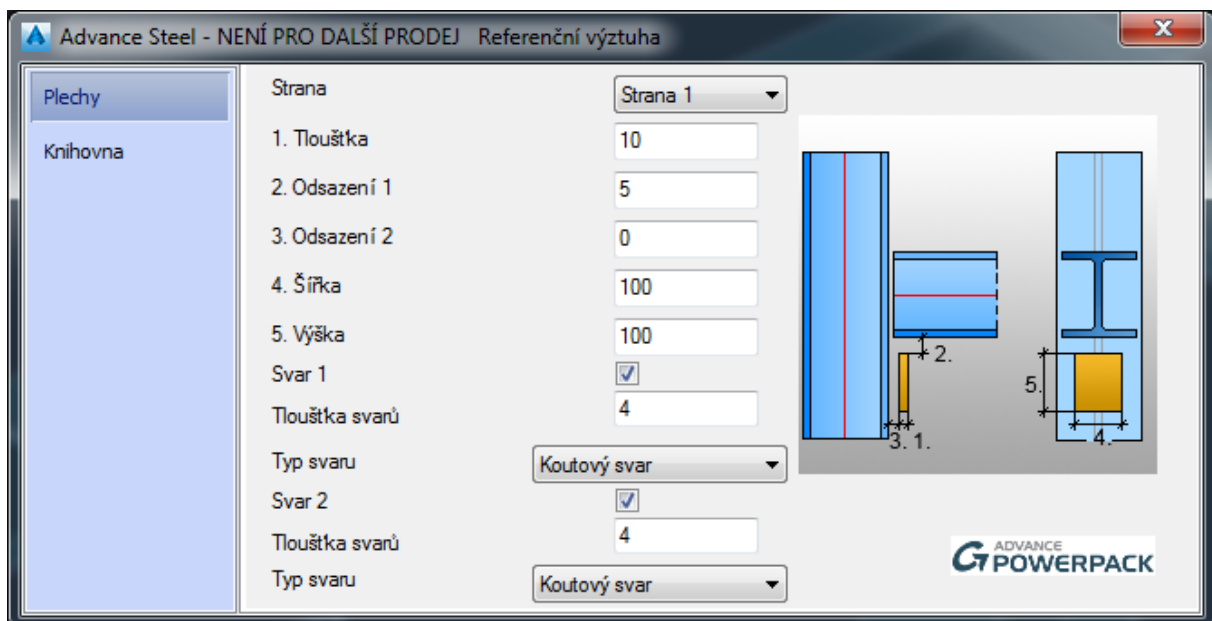 Advance Steel - NENÍ PRO DALŠÍ PRODEJ Referenční výztuha
X
Plechy
Knihovna
Strana
Strana 1
1. Tloušťka
10
2. Odsazení 1
5
3. Odsazení 2
0
4. Šířka
100
5. Výška
100
Svar 1
Tloušťka svarů
4
Typ svaru
Koutový svar
Svar 2
Tloušťka svarů
4
Typ svaru
Koutový svar
2.
5.
3. 1.
4.
ADVANCE
POWERPACK